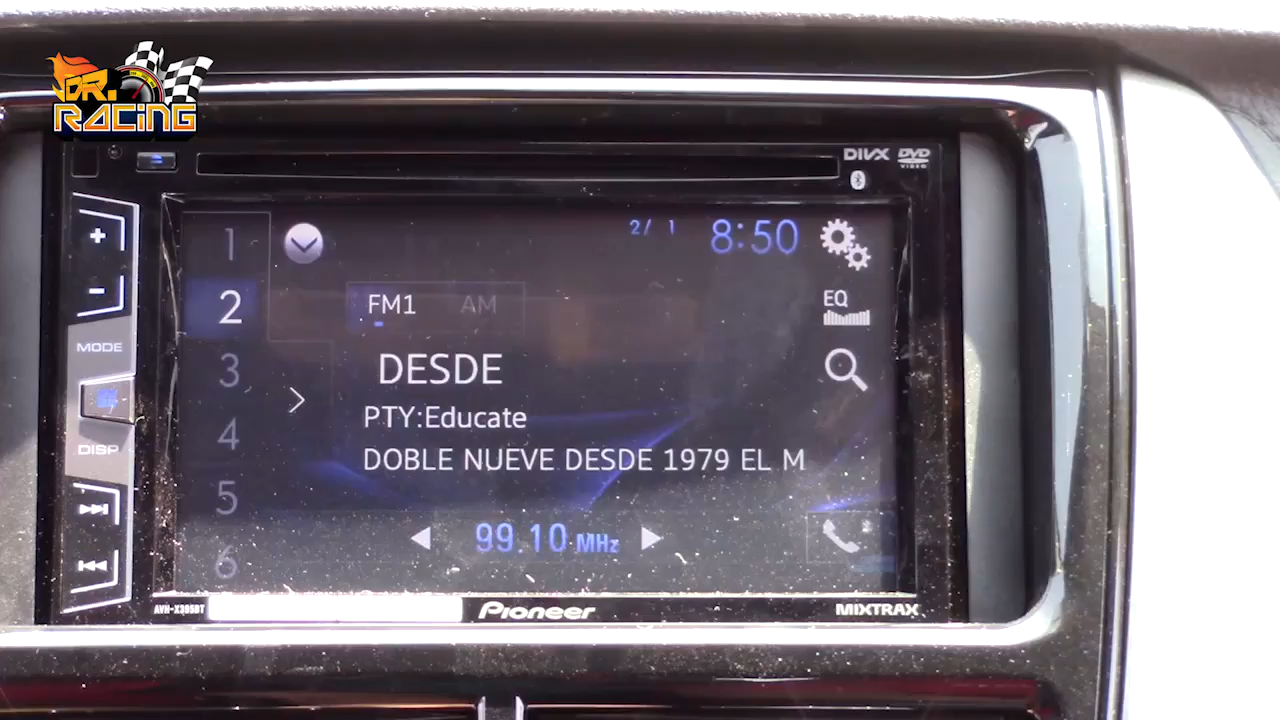 DR.
RACING
DIVX DVD
VIDEO
+
-
MODE
DISP
1
2
3
4
5
6
2/ 1 8:50
FM1 AM
EQ
DESDE
PTY:Educate
DOBLE NUEVE DESDE 1979 EL M
99.10 MHz
AVH-X395BT
Pioneer
MIXTRAX